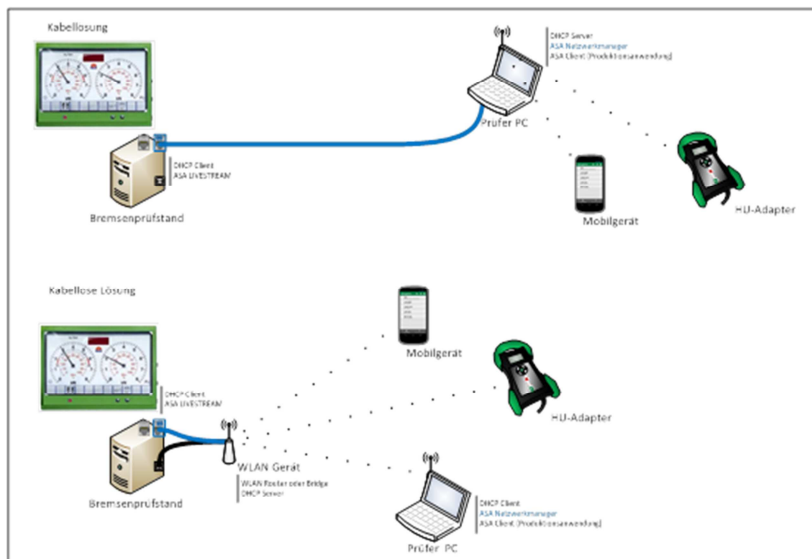 Kabellösung
DHCP Server
ASA Netzwerkmanager
ASA Client (Produktionsanwendung)
Prüfer PC
DHCP Client
ASA LIVESTREAM
Bremsenprüfstand
Mobilgerät
HU-Adapter
Kabellose Lösung
Mobilgerät
DHCP Client
ASA LIVESTREAM
HU-Adapter
WLAN Gerät
WLAN Router oder Bridge
DHCP Server
Bremsenprüfstand
DHCP Client
ASA Netzwerkmanager
ASA Client (Produktionsanwendung)
Prüfer PC